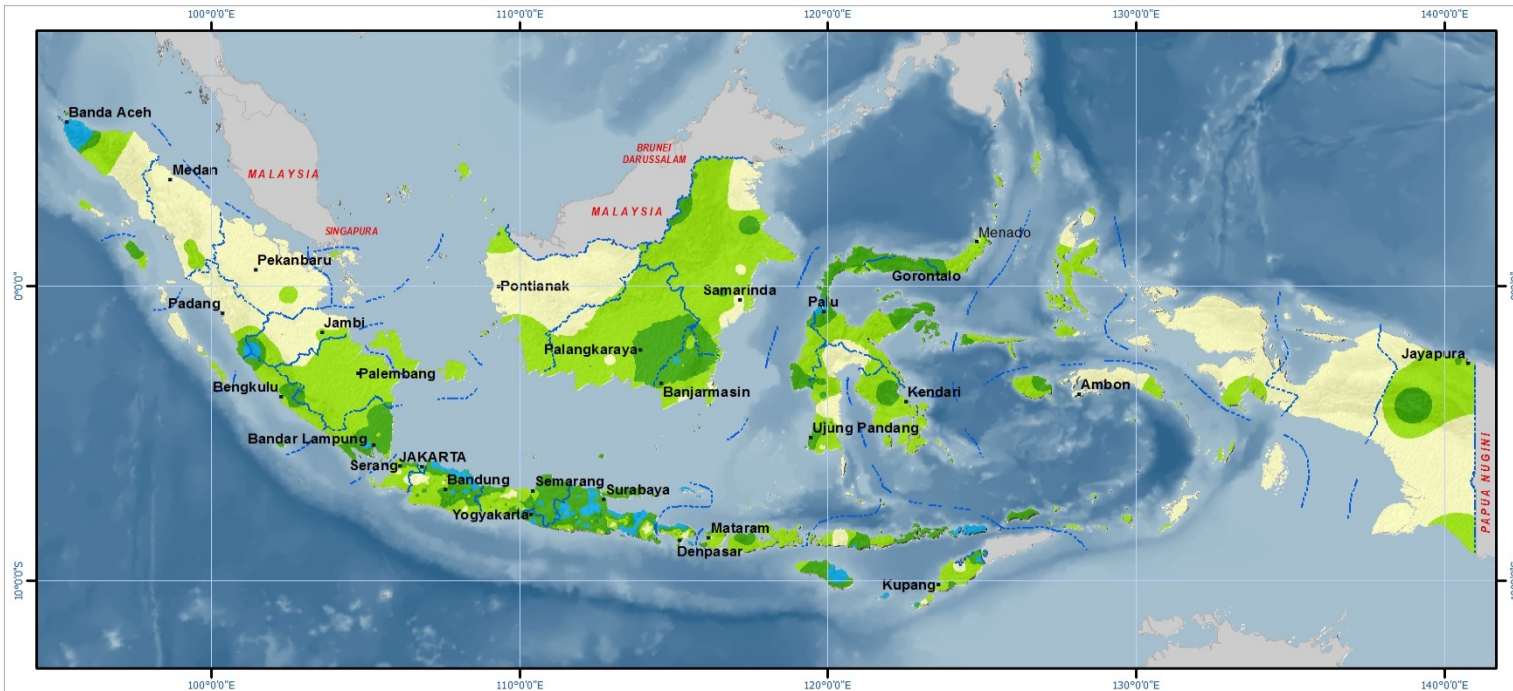 100°0'0"E
110°0'0"E
120°0'0"E
130°0'0"E
140°0'0"E
Banda Aceh
Medan
MALAYSIA
BRUNEI
DARUSSALAM
MALAYSIA
SINGAPURA
Menado
Pekanbaru
Gorontalo
0°0'0"
Pontianak
Samarinda
Padang
Palu
Jambi
Palangkaraya
Jayapura
Palembang
Bengkulu
Banjarmasin
Kendari
Ambon
Bandar Lampung
Ujung Pandang
Serang
JAKARTA
Bandung
Semarang
Surabaya
Yogyakarta
Mataram
Denpasar
PAPUA NUGINI
10°0'0"S
Kupang
100°0'0"E
110°0'0"E
120°0'0"E
130°0'0"E
140°0'0"E